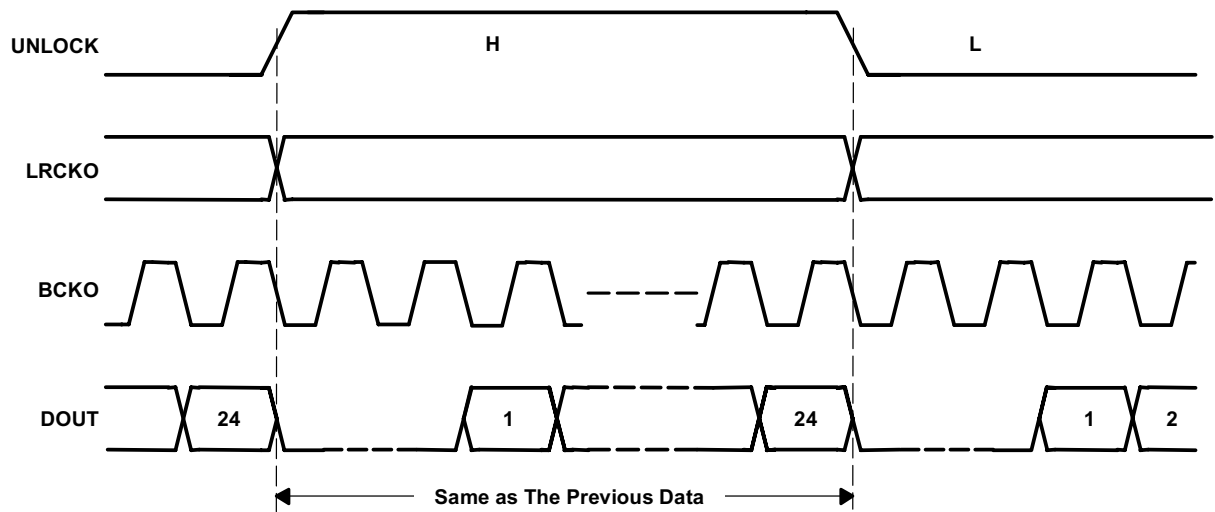 UNLOCK
H
L
LRCKO
BCKO
DOUT
24
1
24
1
2
Same as The Previous Data